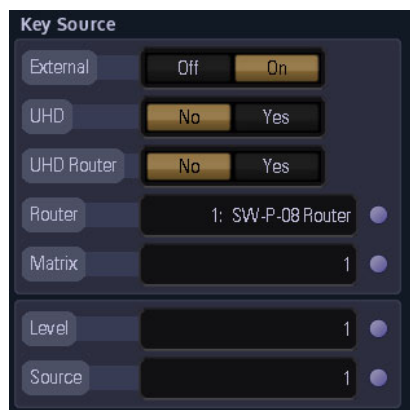 Key Source
External Off On
UHD No Yes
UHD Router No Yes
Router 1: SW-P-08 Router
Matrix 1
Level 1
Source 1